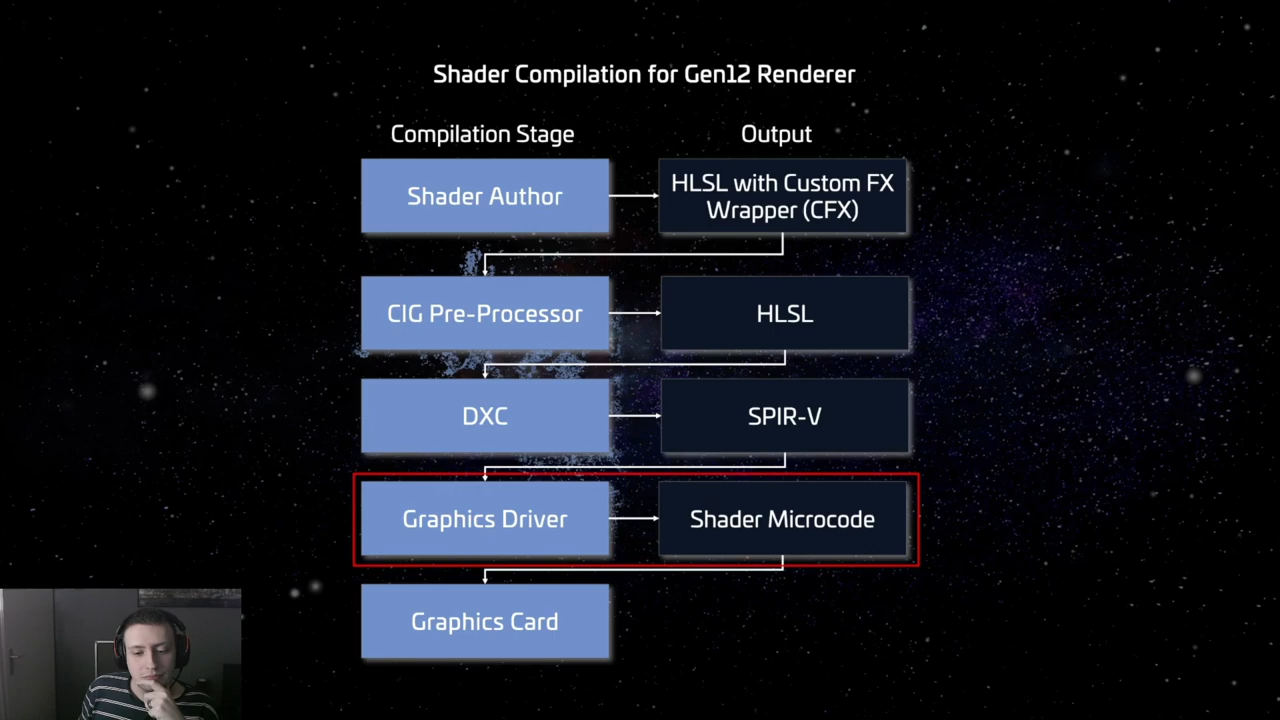 Shader Compilation for Gen12 Renderer
Compilation Stage
Output
Shader Author
HLSL with Custom FX
Wrapper (CFX)
CIG Pre-Processor
HLSL
DXC
SPIR-V
Graphics Driver
Shader Microcode
Graphics Card